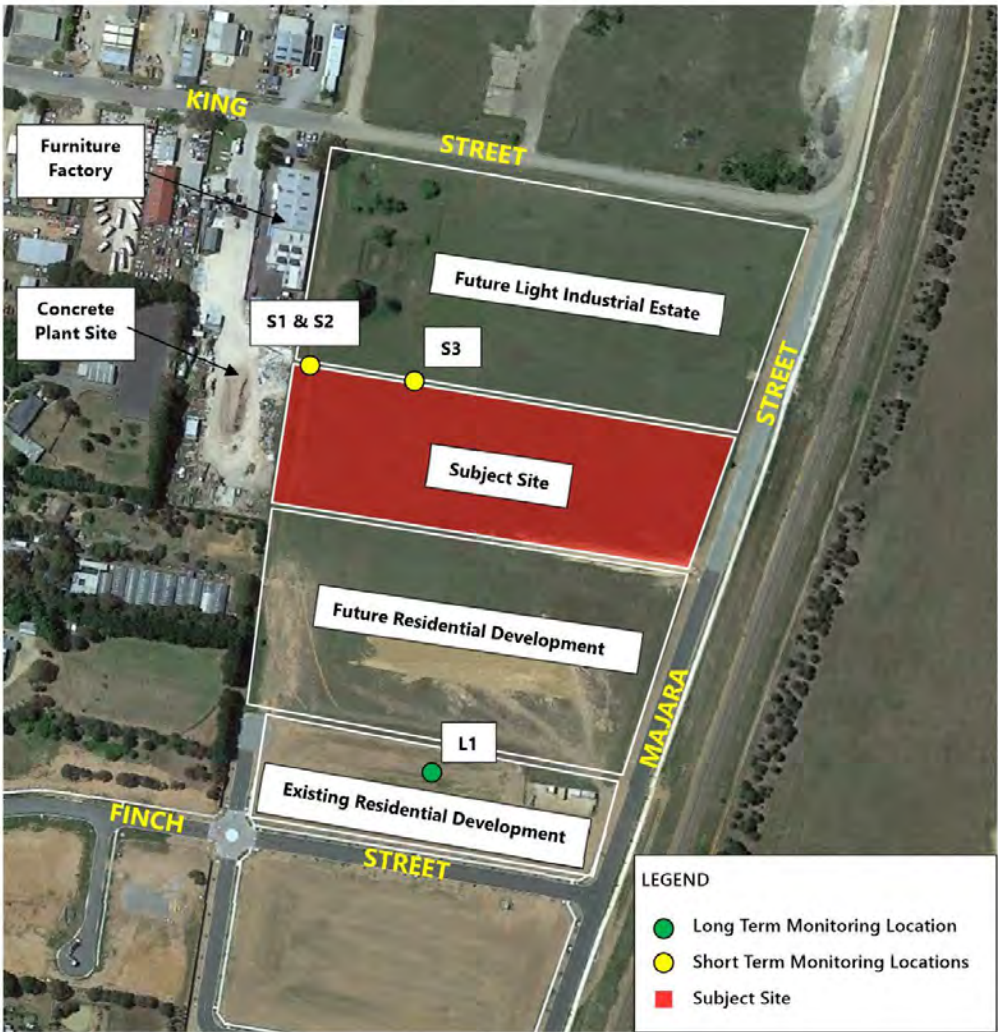 KING
STREET
Furniture
Factory
Future Light Industrial Estate
Concrete
Plant Site
S1 & S2
S3
STREET
Subject Site
Future Residential Development
MAJARA
L1
Existing Residential Development
FINCH
STREET
LEGEND
Long Term Monitoring Location
Short Term Monitoring Locations
Subject Site